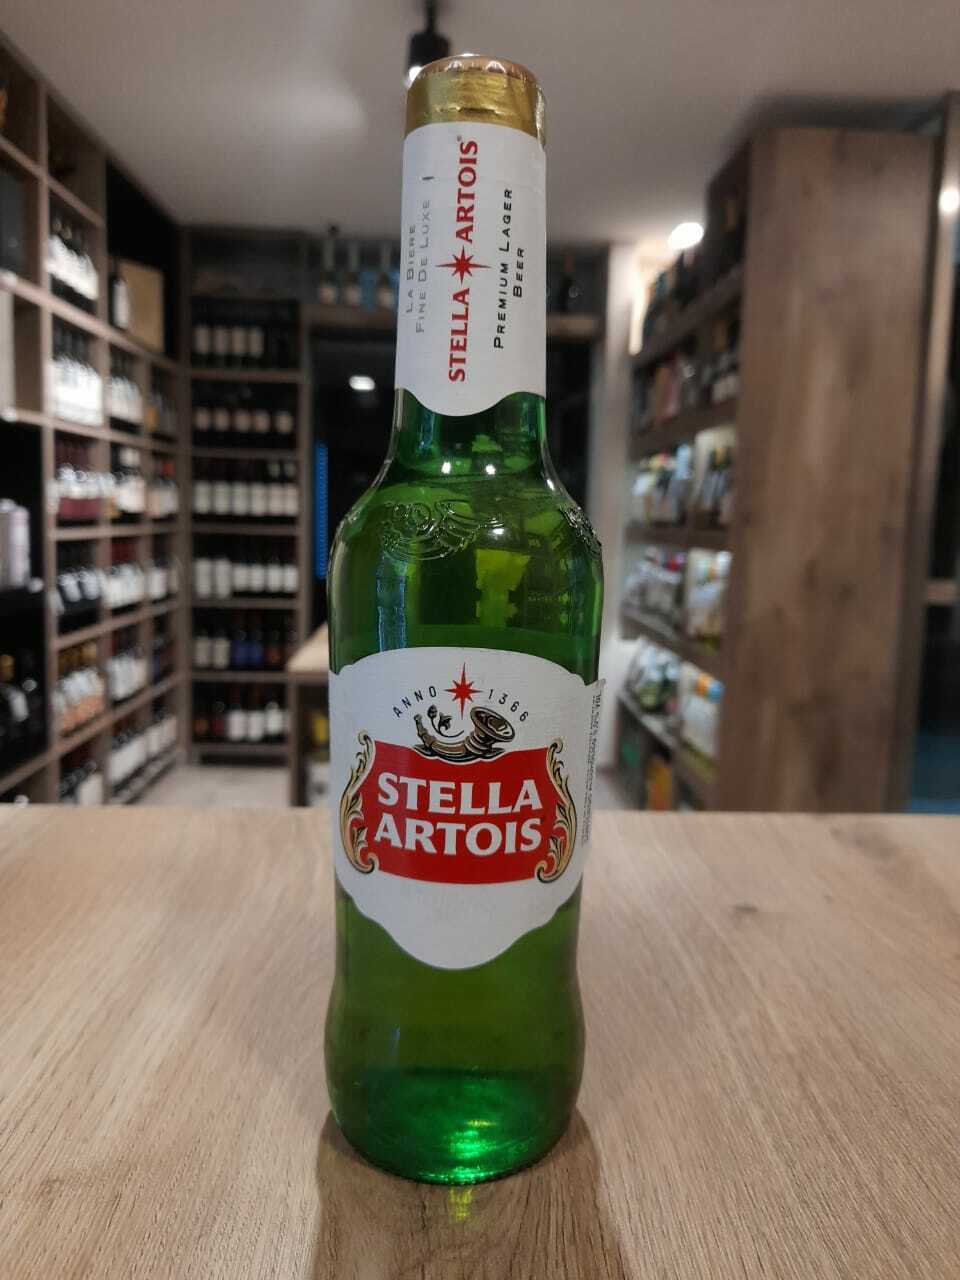 LA BIERE
FINE DE LUXE
STELLA ARTOIS
PREMIUM LAGER
BEER
ANNO 1366
STELLA
ARTOIS